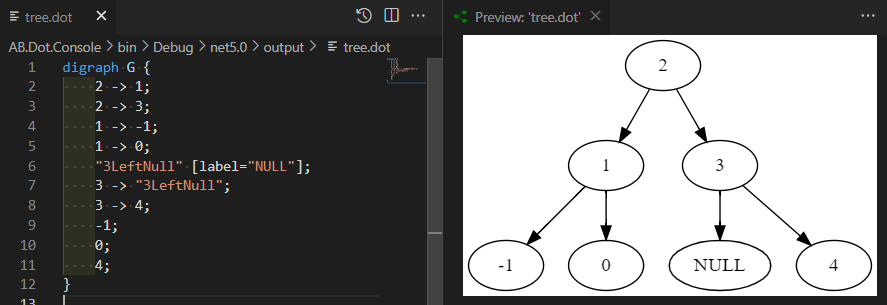 tree.dot
Preview: 'tree.dot'
AB.Dot.Console > bin > Debug > net5.0 > output > tree.dot
1 digraph G {
2 ····2·->·1;
3 ····2·->·3;
4 ····1·->·-1;
5 ····1·->·0;
6 ····"3LeftNull"·[label="NULL"];
7 ····3·->·"3LeftNull";
8 ····3·->·4;
9 ····-1;
10 ····0;
11 ····4;
12 }
13
2
1 3
-1 0 NULL 4